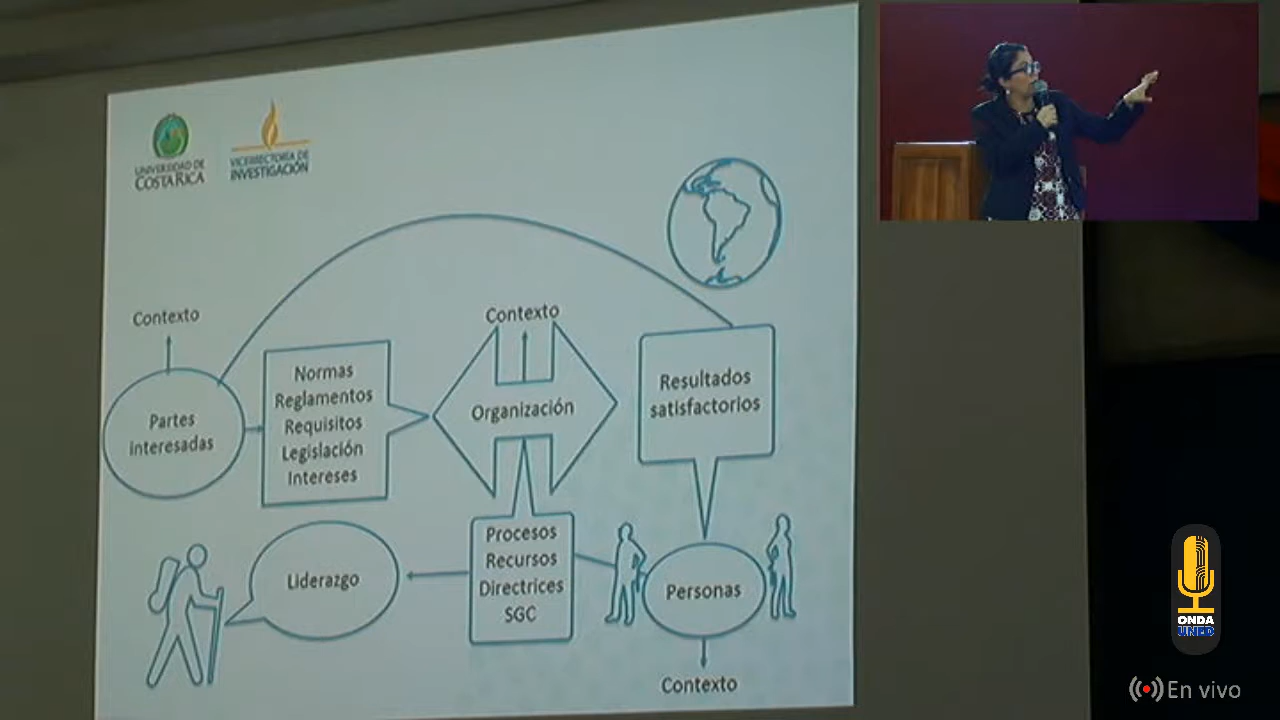 UNIVERSIDAD DE
COSTA RICA
VICERRECTORÍA DE
INVESTIGACIÓN
Contexto
Contexto
Partes
interesadas
Normas
Reglamentos
Requisitos
Legislación
Intereses
Organización
Resultados
satisfactorios
Liderazgo
Procesos
Recursos
Directrices
SGC
Personas
Contexto
ONDA
UNED
En vivo